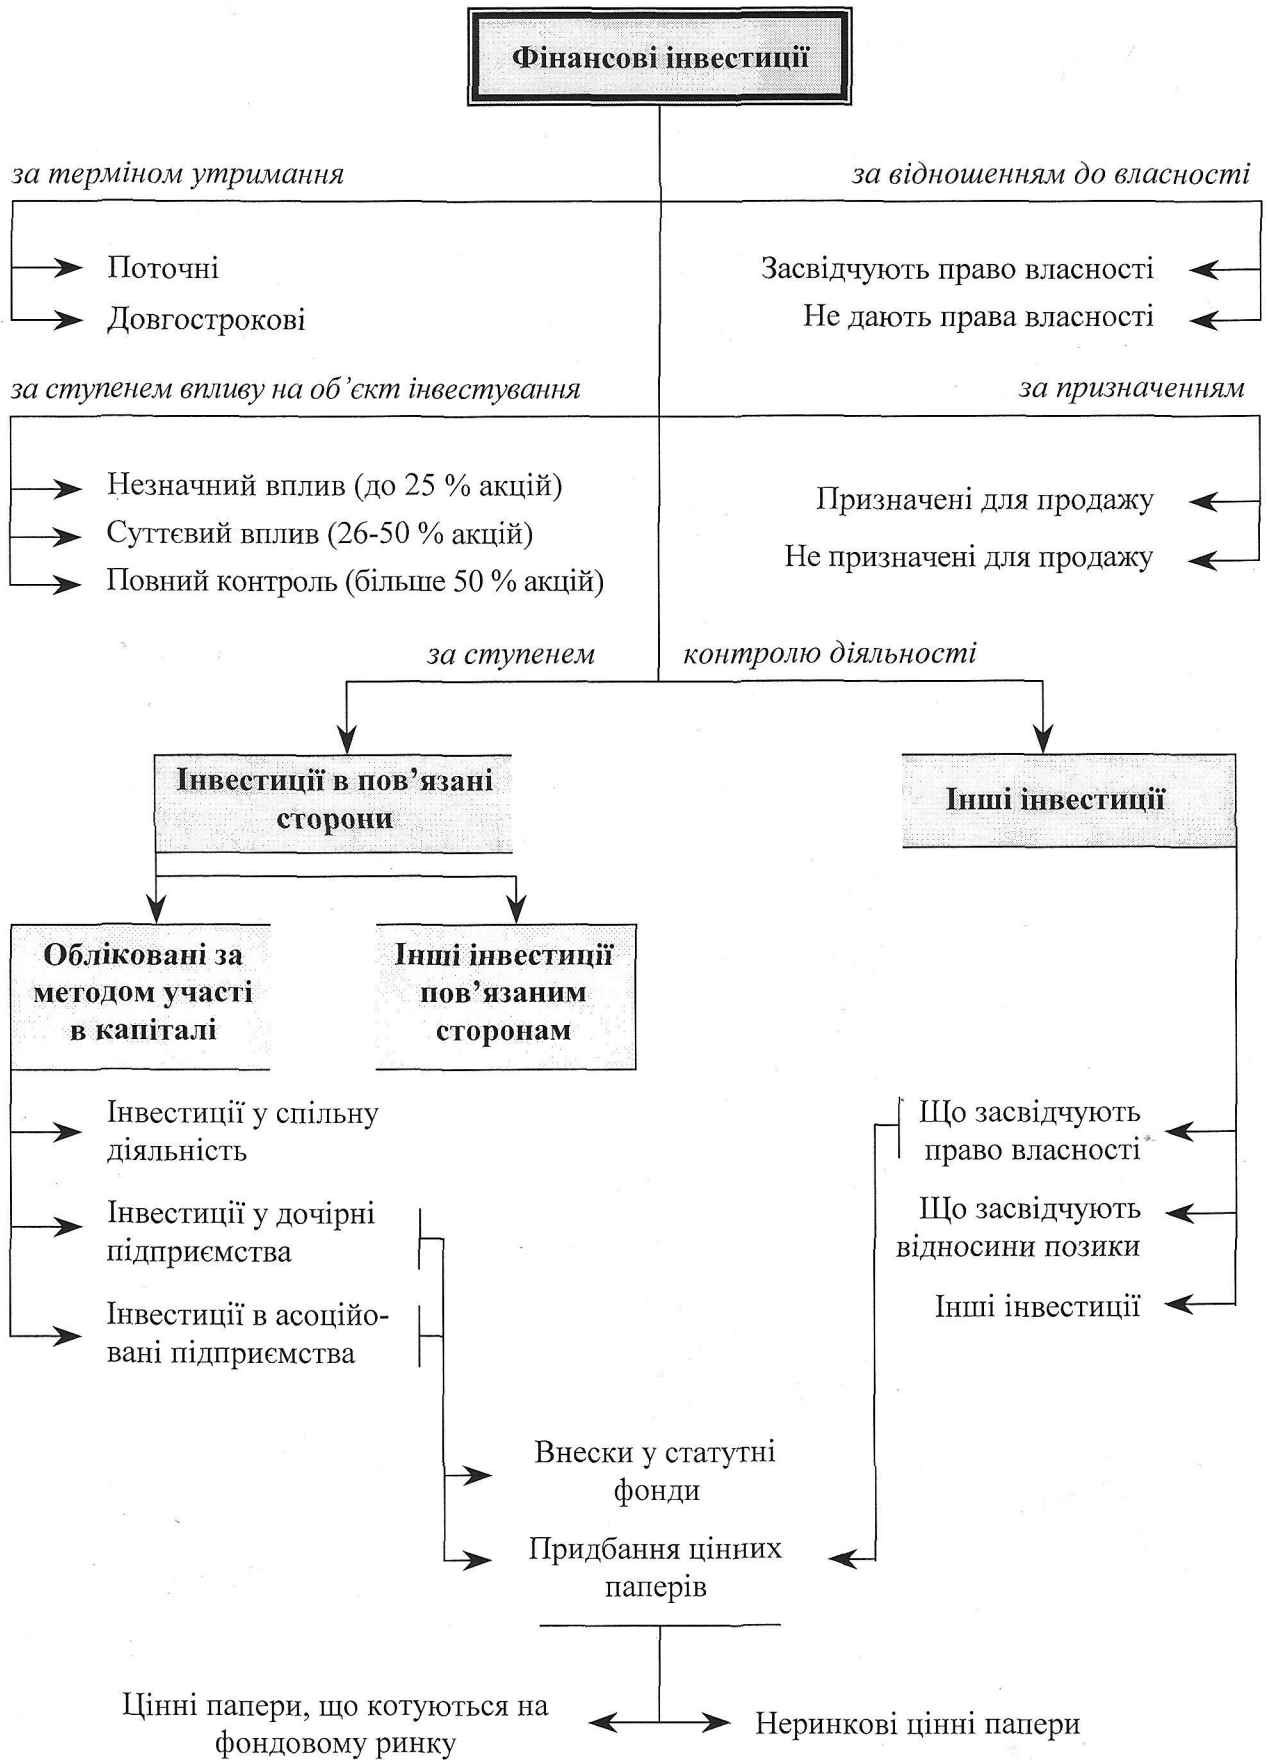 Фінансові інвестиції
за терміном утримання
за відношенням до власності
Поточні
Засвідчують право власності
Довгострокові
Не дають права власності
за ступенем впливу на об’єкт інвестування
за призначенням
Незначний вплив (до 25 % акцій)
Суттєвий вплив (26-50 % акцій)
Повний контроль (більше 50 % акцій)
Призначені для продажу
Не призначені для продажу
за ступенем контролю діяльності
Інвестиції в пов’язані
сторони
Інші інвестиції
Обліковані за
методом участі
в капіталі
Інші інвестиції
пов’язаним
сторонам
Інвестиції у спільну
діяльність
Інвестиції у дочірні
підприємства
Інвестиції в асоційо-
вані підприємства
Що засвідчують
право власності
Що засвідчують
відносини позики
Інші інвестиції
Внески у статутні
фонди
Придбання цінних
паперів
Цінні папери, що котуються на
фондовому ринку
Неринкові цінні папери